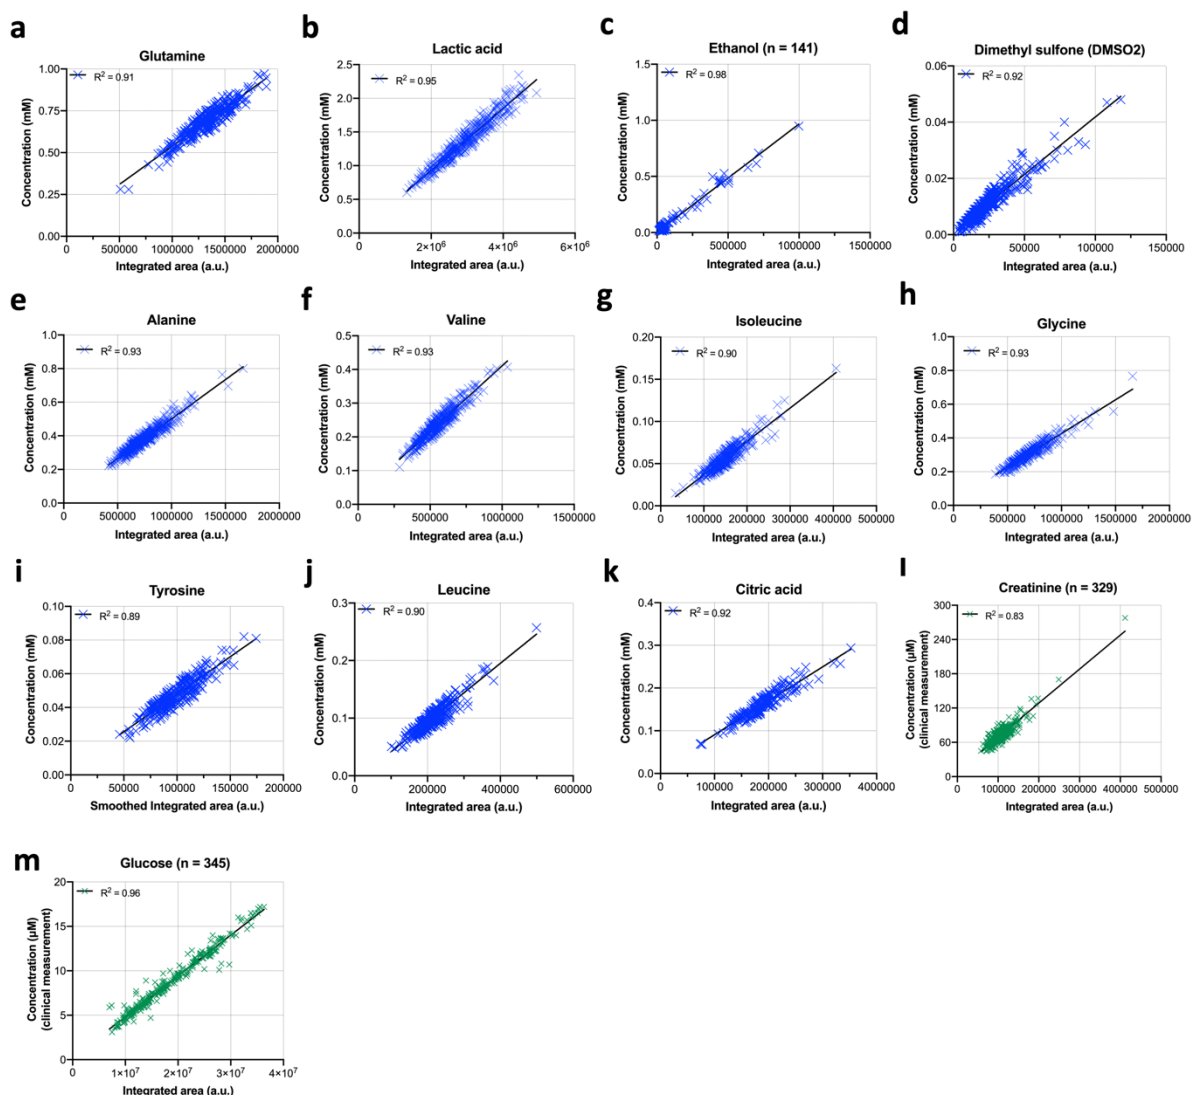 a
Glutamine
R² = 0.91
1.00
0.75
0.50
0.25
0.00
Concentration (mM)
0
500000
1000000
1500000
2000000
Integrated area (a.u.)
b
Lactic acid
R² = 0.95
2.5
2.0
1.5
1.0
0.5
0.0
Concentration (mM)
0
2×10⁶
4×10⁶
6×10⁶
Integrated area (a.u.)
c
Ethanol (n = 141)
R² = 0.98
1.5
1.0
0.5
0.0
Concentration (mM)
0
500000
1000000
1500000
Integrated area (a.u.)
d
Dimethyl sulfone (DMSO2)
R² = 0.92
0.06
0.04
0.02
0.00
Concentration (mM)
0
50000
100000
150000
Integrated area (a.u.)
e
Alanine
R² = 0.93
1.0
0.8
0.6
0.4
0.2
0.0
Concentration (mM)
0
500000
1000000
1500000
2000000
Integrated area (a.u.)
f
Valine
R² = 0.93
0.5
0.4
0.3
0.2
0.1
0.0
Concentration (mM)
0
500000
1000000
1500000
Integrated area (a.u.)
g
Isoleucine
R² = 0.90
0.20
0.15
0.10
0.05
0.00
Concentration (mM)
0
100000
200000
300000
400000
500000
Integrated area (a.u.)
h
Glycine
R² = 0.93
1.0
0.8
0.6
0.4
0.2
0.0
Concentration (mM)
0
500000
1000000
1500000
2000000
Integrated area (a.u.)
i
Tyrosine
R² = 0.89
0.10
0.08
0.06
0.04
0.02
0.00
Concentration (mM)
0
50000
100000
150000
200000
Smoothed Integrated area (a.u.)
j
Leucine
R² = 0.90
0.3
0.2
0.1
0.0
Concentration (mM)
0
200000
400000
600000
Integrated area (a.u.)
k
Citric acid
R² = 0.92
0.4
0.3
0.2
0.1
0.0
Concentration (mM)
0
100000
200000
300000
400000
Integrated area (a.u.)
l
Creatinine (n = 329)
R² = 0.83
300
240
180
120
60
0
Concentration (µM)
(clinical measurement)
0
100000
200000
300000
400000
500000
Integrated area (a.u.)
m
Glucose (n = 345)
R² = 0.96
20
15
10
5
0
Concentration (µM)
(clinical measurement)
0
1×10⁷
2×10⁷
3×10⁷
4×10⁷
Integrated area (a.u.)